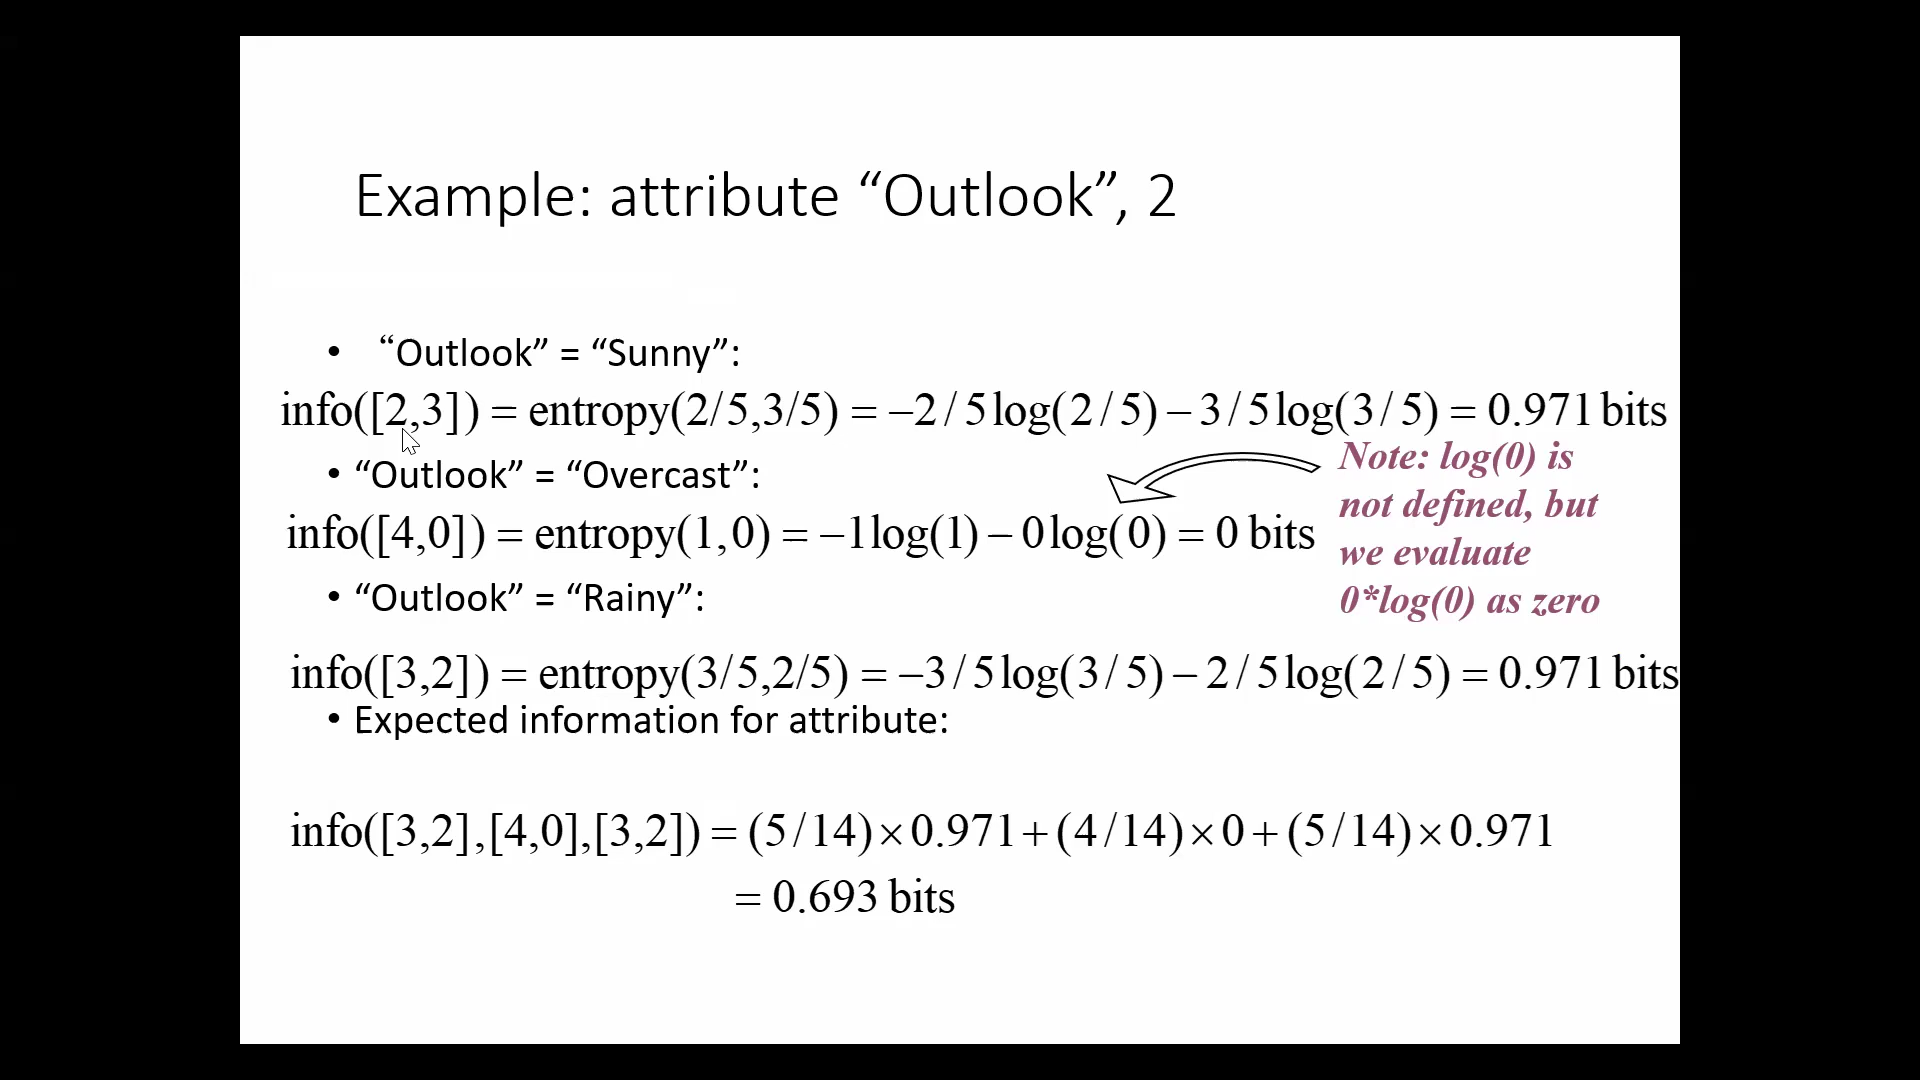 Example: attribute “Outlook”, 2
• “Outlook” = “Sunny”:
info([2,3]) = entropy(2/5,3/5) = −2/5log(2/5) − 3/5log(3/5) = 0.971bits
• “Outlook” = “Overcast”:
info([4,0]) = entropy(1,0) = −1log(1) − 0log(0) = 0 bits
Note: log(0) is
not defined, but
we evaluate
0*log(0) as zero
• “Outlook” = “Rainy”:
info([3,2]) = entropy(3/5,2/5) = −3/5log(3/5) − 2/5log(2/5) = 0.971bits
• Expected information for attribute:
info([3,2],[4,0],[3,2]) = (5/14)×0.971+(4/14)×0+(5/14)×0.971
= 0.693 bits